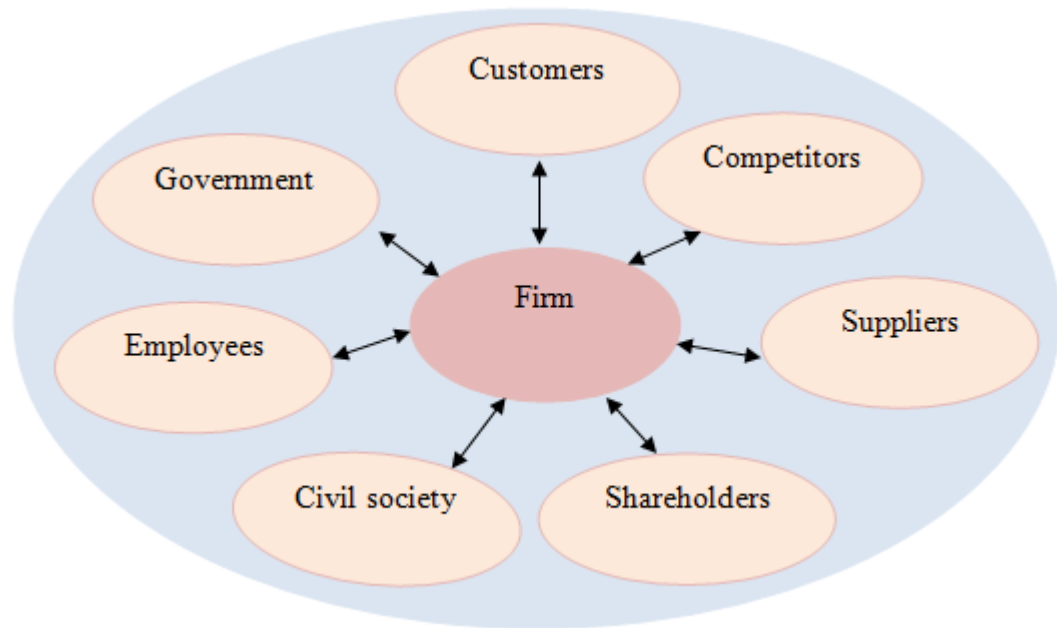 Customers
Competitors
Government
Firm
Suppliers
Employees
Civil society
Shareholders